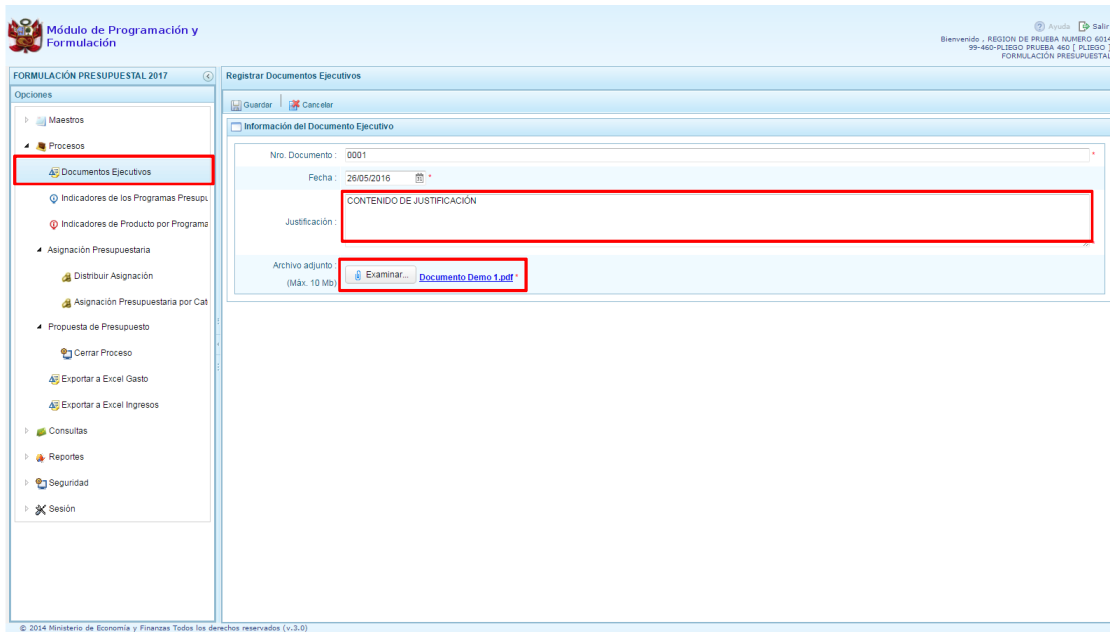 Módulo de Programación y
Formulación
Ayuda Salir
Bienvenido . REGION DE PRUEBA NUMERO 6014
99-460-PLIEGO PRUEBA 460 [ PLIEGO ]
FORMULACIÓN PRESUPUESTAL
FORMULACIÓN PRESUPUESTAL 2017
Opciones
Maestros
Procesos
Documentos Ejecutivos
Indicadores de los Programas Presupu
Indicadores de Producto por Programa
Asignación Presupuestaria
Distribuir Asignación
Asignación Presupuestaria por Cat
Propuesta de Presupuesto
Cerrar Proceso
Exportar a Excel Gasto
Exportar a Excel Ingresos
Consultas
Reportes
Seguridad
Sesión
Registrar Documentos Ejecutivos
Guardar Cancelar
Información del Documento Ejecutivo
Nro. Documento : 0001 *
Fecha : 26/05/2016 *
Justificación : CONTENIDO DE JUSTIFICACIÓN
Archivo adjunto :
(Máx. 10 Mb) Examinar... Documento Demo 1.pdf *
© 2014 Ministerio de Economía y Finanzas Todos los derechos reservados (v.3.0)